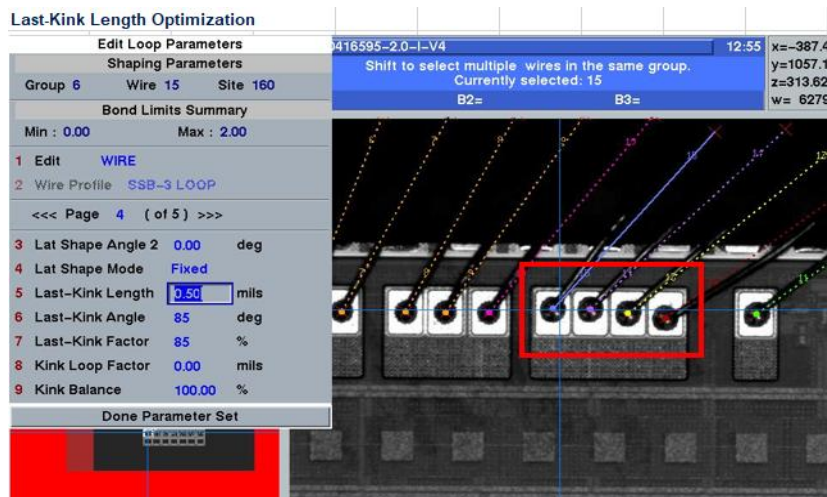 Last-Kink Length Optimization
Edit Loop Parameters
Shaping Parameters
Group 6 Wire 15 Site 160
Bond Limits Summary
Min : 0.00 Max : 2.00
1 Edit WIRE
2 Wire Profile SSB-3 LOOP
<<< Page 4 ( of 5 ) >>>
3 Lat Shape Angle 2 0.00 deg
4 Lat Shape Mode Fixed
5 Last-Kink Length 0.50 mils
6 Last-Kink Angle 85 deg
7 Last-Kink Factor 85 %
8 Kink Loop Factor 0.00 mils
9 Kink Balance 100.00 %
Done Parameter Set
0416595-2.0-I-V4 12:55
Shift to select multiple wires in the same group.
Currently selected: 15
B2= B3=
x=-387.4
y=1057.1
z=313.62
w= 6279